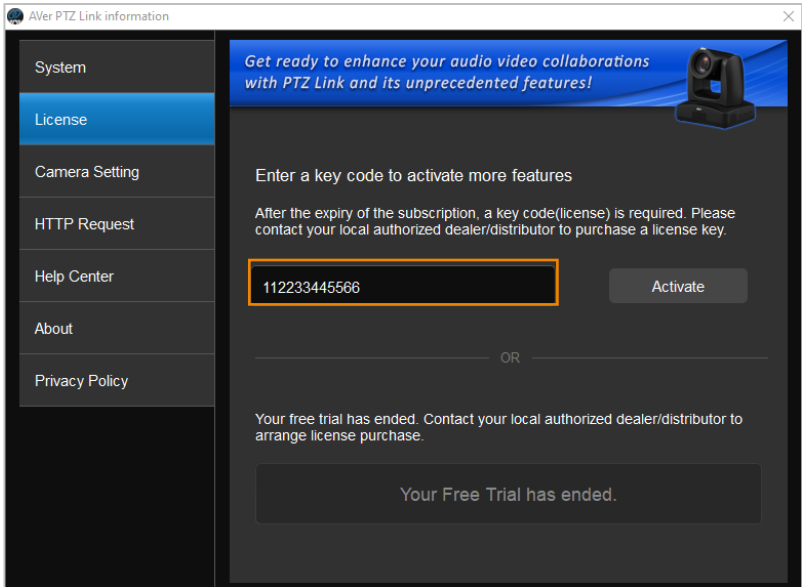 AVer PTZ Link information
System
License
Camera Setting
HTTP Request
Help Center
About
Privacy Policy
Get ready to enhance your audio video collaborations
with PTZ Link and its unprecedented features!
Enter a key code to activate more features
After the expiry of the subscription, a key code(license) is required. Please
contact your local authorized dealer/distributor to purchase a license key.
112233445566
Activate
OR
Your free trial has ended. Contact your local authorized dealer/distributor to
arrange license purchase.
Your Free Trial has ended.